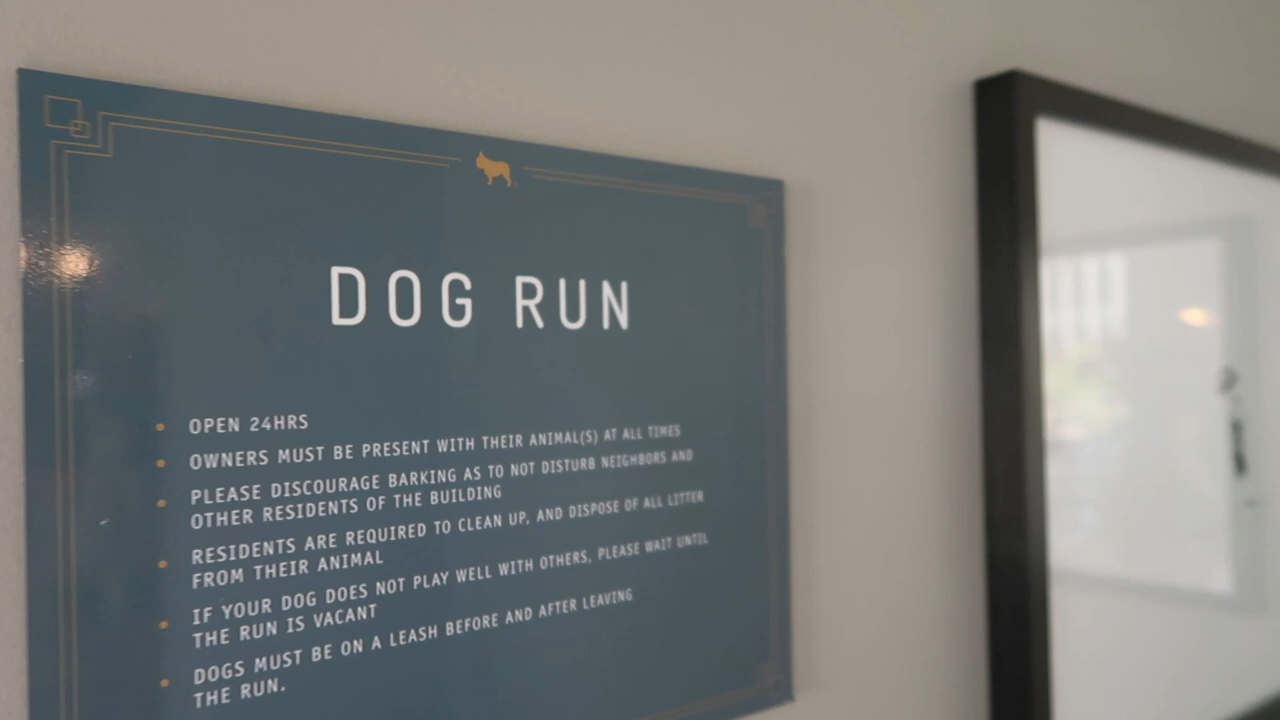 DOG RUN
OPEN 24HRS
OWNERS MUST BE PRESENT WITH THEIR ANIMAL(S) AT ALL TIMES
PLEASE DISCOURAGE BARKING AS TO NOT DISTURB NEIGHBORS AND
OTHER RESIDENTS OF THE BUILDING
RESIDENTS ARE REQUIRED TO CLEAN UP, AND DISPOSE OF ALL LITTER
FROM THEIR ANIMAL
IF YOUR DOG DOES NOT PLAY WELL WITH OTHERS, PLEASE WAIT UNTIL
THE RUN IS VACANT
DOGS MUST BE ON A LEASH BEFORE AND AFTER LEAVING
THE RUN.